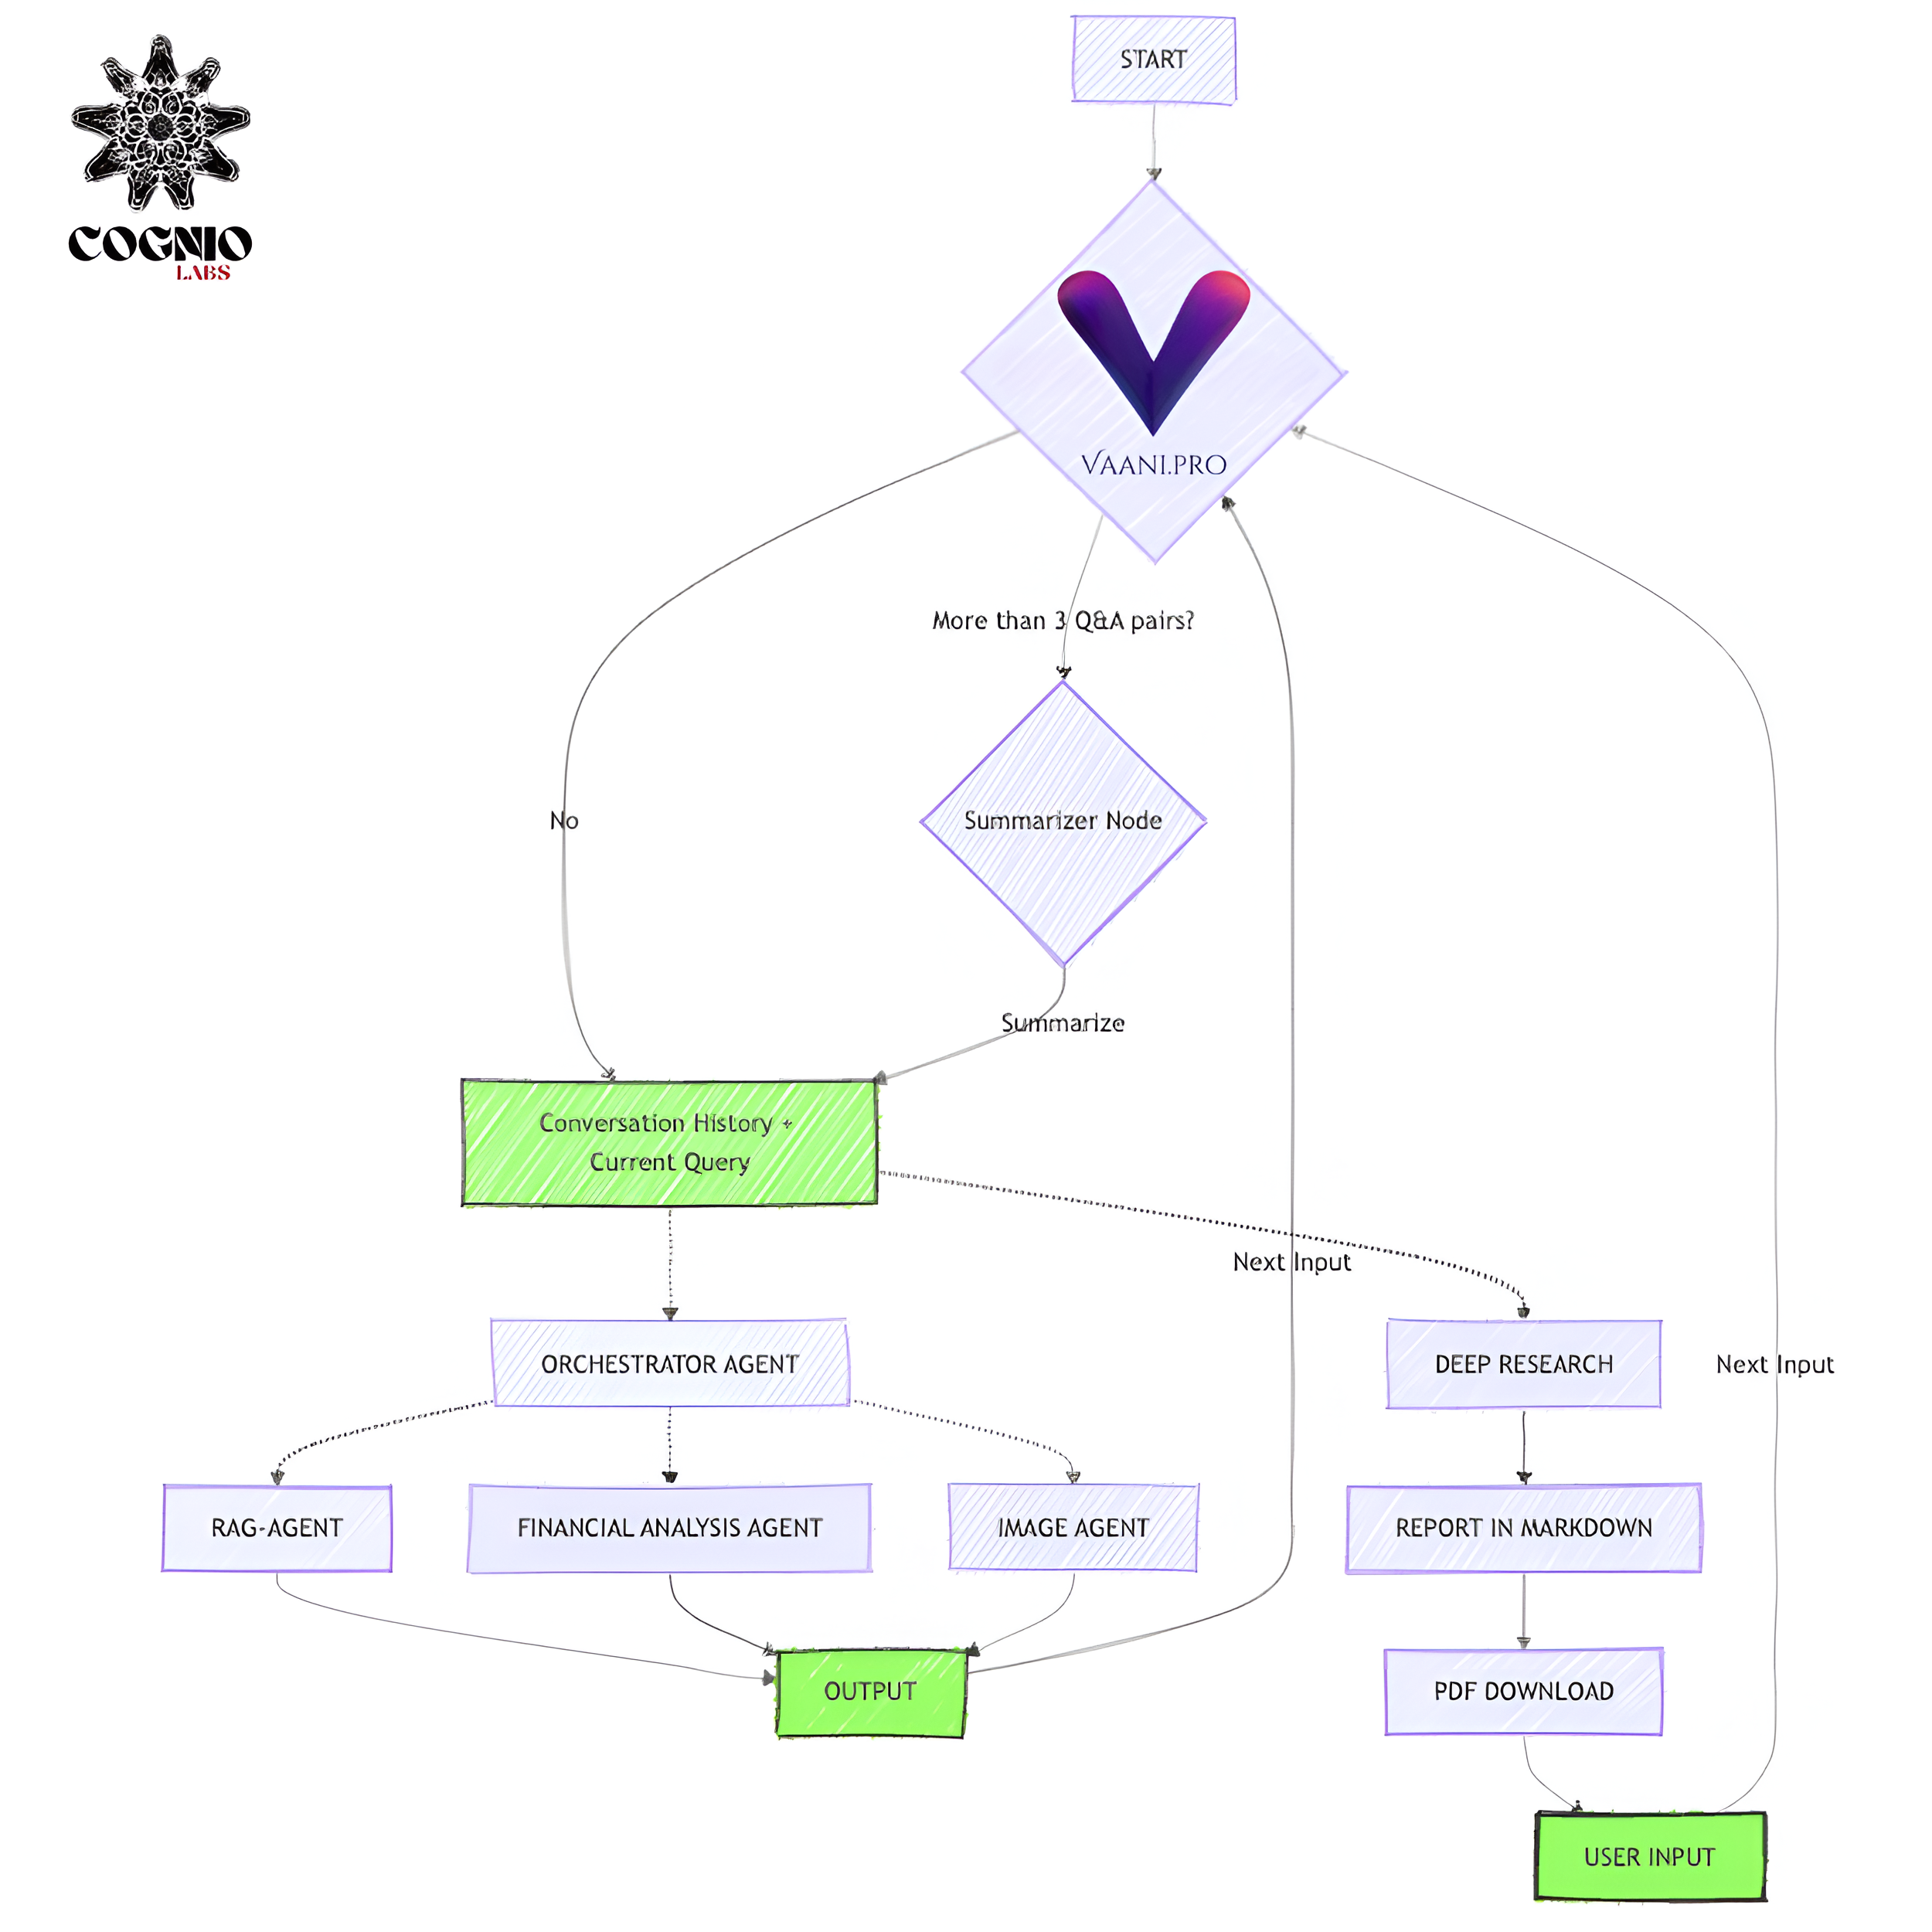 START
COGNIO
LABS
VAANI.PRO
More than 3 Q&A pairs?
No
Summarizer Node
Summarize
Conversation History +
Current Query
Next Input
ORCHESTRATOR AGENT
DEEP RESEARCH
Next Input
RAG-AGENT
FINANCIAL ANALYSIS AGENT
IMAGE AGENT
REPORT IN MARKDOWN
OUTPUT
PDF DOWNLOAD
USER INPUT